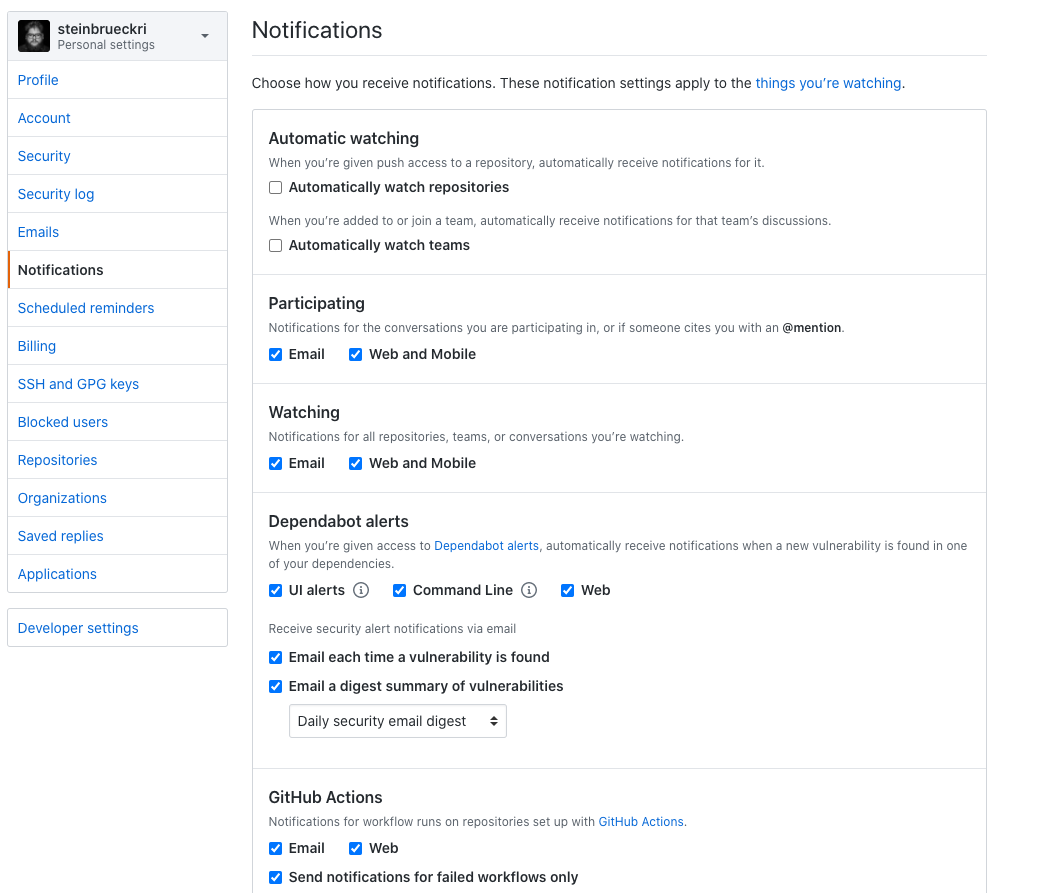 steinbrueckri
Personal settings
Profile
Account
Security
Security log
Emails
Notifications
Scheduled reminders
Billing
SSH and GPG keys
Blocked users
Repositories
Organizations
Saved replies
Applications
Developer settings
Notifications
Choose how you receive notifications. These notification settings apply to the things you’re watching.
Automatic watching
When you’re given push access to a repository, automatically receive notifications for it.
Automatically watch repositories
When you’re added to or join a team, automatically receive notifications for that team’s discussions.
Automatically watch teams
Participating
Notifications for the conversations you are participating in, or if someone cites you with an @mention.
Email Web and Mobile
Watching
Notifications for all repositories, teams, or conversations you’re watching.
Email Web and Mobile
Dependabot alerts
When you’re given access to Dependabot alerts, automatically receive notifications when a new vulnerability is found in one
of your dependencies.
UI alerts Command Line Web
Receive security alert notifications via email
Email each time a vulnerability is found
Email a digest summary of vulnerabilities
Daily security email digest
GitHub Actions
Notifications for workflow runs on repositories set up with GitHub Actions.
Email Web
Send notifications for failed workflows only